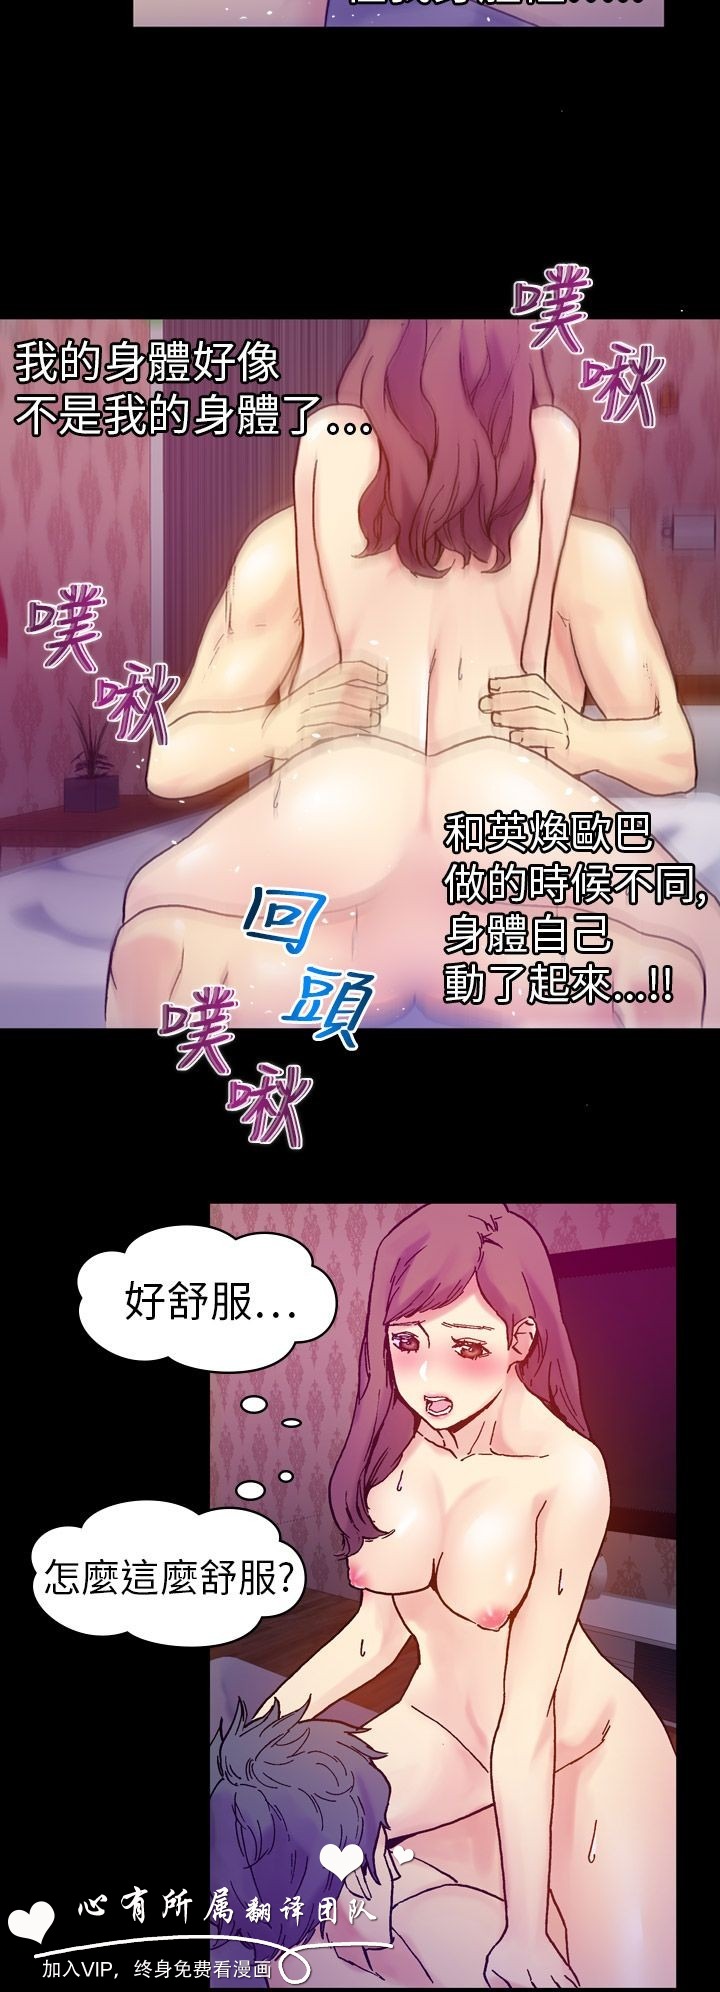 我的身體好像
不是我的身體了...
噗
啾
噗
啾
和英煥歐巴
做的時候不同,
身體自己
動了起來...!!
回
頭
噗
啾
好舒服...
怎麼這麼舒服?
心有所属翻译团队
加入VIP，终身免费看漫画